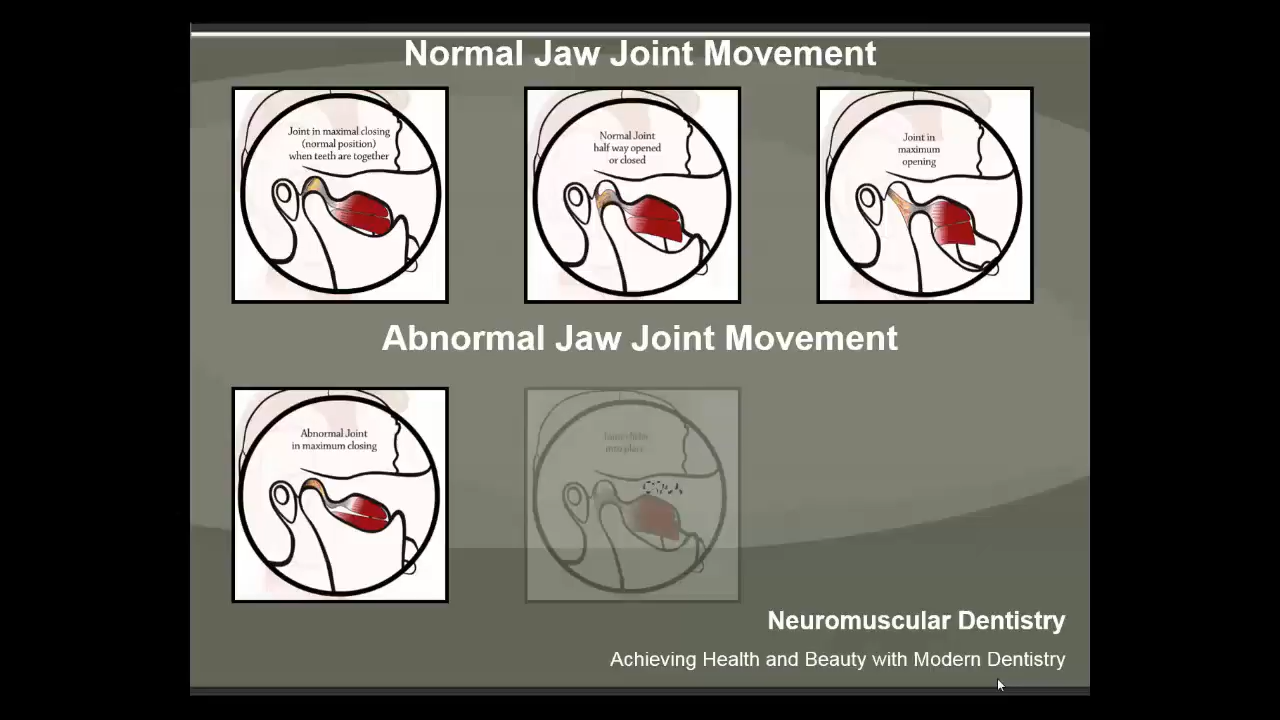 Normal Jaw Joint Movement
Joint in maximal closing
(normal position)
when teeth are together
Normal Joint
half way opened
or closed
Joint in
maximum
opening
Abnormal Jaw Joint Movement
Abnormal Joint
in maximum closing
into place
Neuromuscular Dentistry
Achieving Health and Beauty with Modern Dentistry